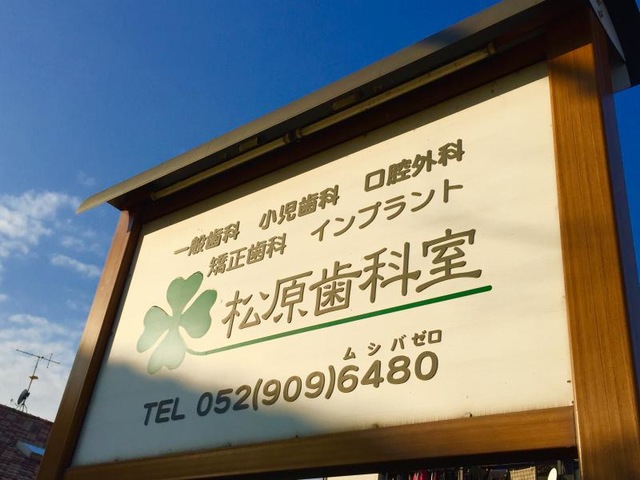 一般歯科 小児歯科 口腔外科
矯正歯科 インプラント
松原歯科室
ムシバゼロ
TEL 052(909)6480